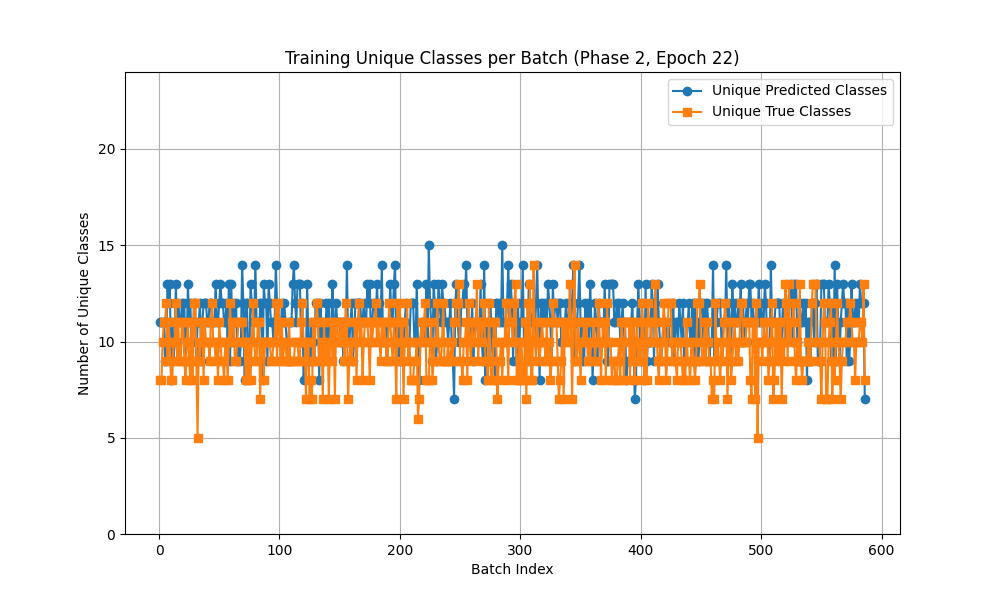 Training Unique Classes per Batch (Phase 2, Epoch 22)
Unique Predicted Classes
Unique True Classes
Number of Unique Classes
20
15
10
5
0
0 100 200 300 400 500 600
Batch Index